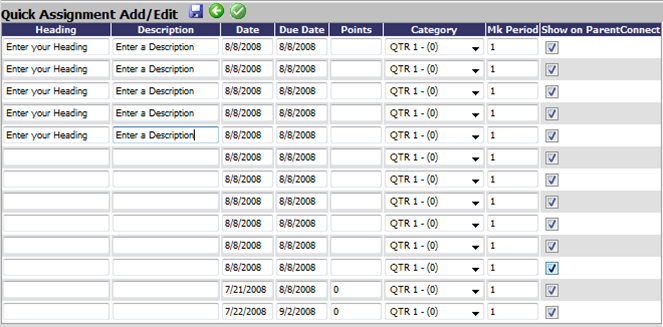 Quick Assignment Add/Edit
Heading Description Date Due Date Points Category Mk Period Show on ParentConnect
Enter your Heading Enter a Description 8/8/2008 8/8/2008 QTR 1 - (0) 1
Enter your Heading Enter a Description 8/8/2008 8/8/2008 QTR 1 - (0) 1
Enter your Heading Enter a Description 8/8/2008 8/8/2008 QTR 1 - (0) 1
Enter your Heading Enter a Description 8/8/2008 8/8/2008 QTR 1 - (0) 1
Enter your Heading Enter a Description 8/8/2008 8/8/2008 QTR 1 - (0) 1
8/8/2008 8/8/2008 QTR 1 - (0) 1
8/8/2008 8/8/2008 QTR 1 - (0) 1
8/8/2008 8/8/2008 QTR 1 - (0) 1
8/8/2008 8/8/2008 QTR 1 - (0) 1
8/8/2008 8/8/2008 QTR 1 - (0) 1
8/8/2008 8/8/2008 QTR 1 - (0) 1
7/21/2008 8/8/2008 0 QTR 1 - (0) 1
7/22/2008 9/2/2008 0 QTR 1 - (0) 1